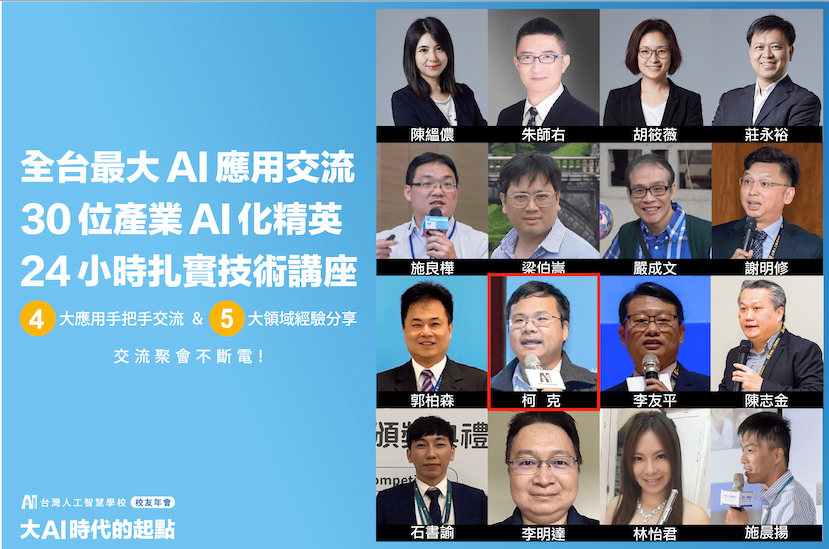 全台最大 AI 應用交流
30 位產業 AI 化精英
24 小時扎實技術講座
4 大應用手把手交流 & 5 大領域經驗分享
交流聚會不斷電!
AI 台灣人工智慧學校 校友年會
大AI時代的起點
陳縕儂 朱師右 胡筱薇 莊永裕
施良樺 梁伯嵩 嚴成文 謝明修
郭柏森 柯 克 李友平 陳志金
頒獎典禮
ompeti
石書諭 李明達 林怡君 施晨揚